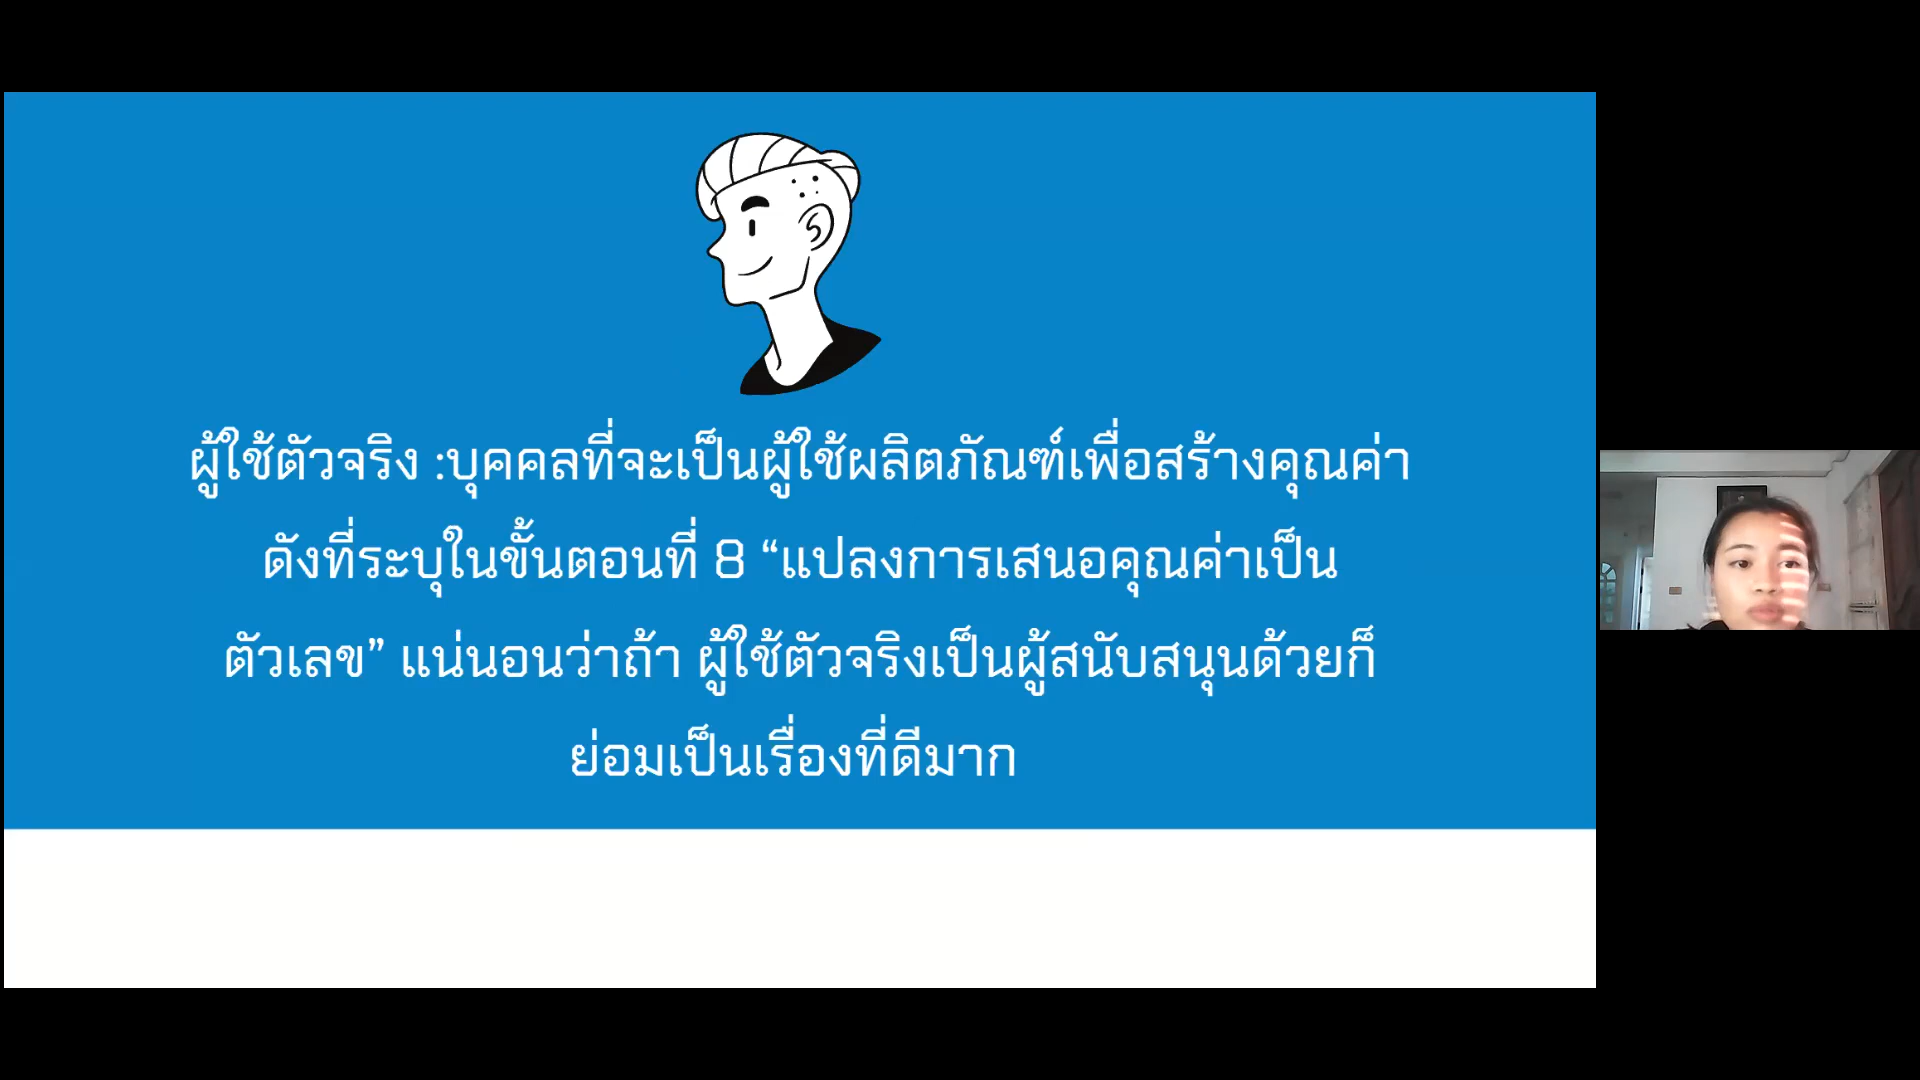 ผู้ใช้ตัวจริง :บุคคลที่จะเป็นผู้ใช้ผลิตภัณฑ์เพื่อสร้างคุณค่า
ดังที่ระบุในขั้นตอนที่ 8 “แปลงการเสนอคุณค่าเป็น
ตัวเลข” แน่นอนว่าถ้า ผู้ใช้ตัวจริงเป็นผู้สนับสนุนด้วยก็
ย่อมเป็นเรื่องที่ดีมาก